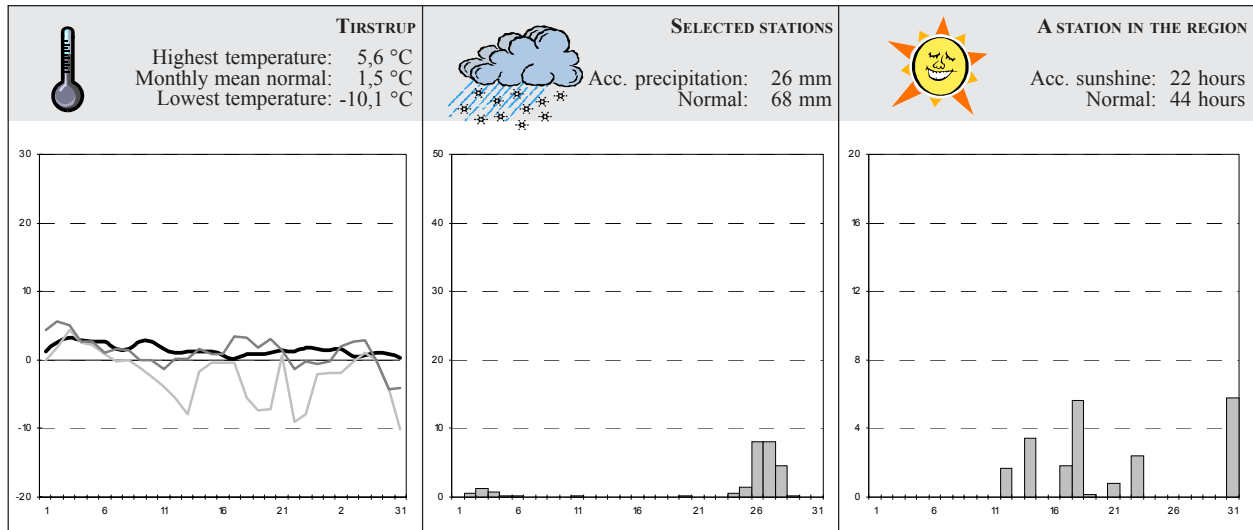 TIRSTRUP
Highest temperature: 5,6 °C
Monthly mean normal: 1,5 °C
Lowest temperature: -10,1 °C
SELECTED STATIONS
Acc. precipitation: 26 mm
Normal: 68 mm
A STATION IN THE REGION
Acc. sunshine: 22 hours
Normal: 44 hours
30
20
10
0
-10
-20
1 6 11 16 21 2 31
50
40
30
20
10
0
1 6 11 16 21 26 31
20
16
12
8
4
0
1 6 11 16 21 26 31